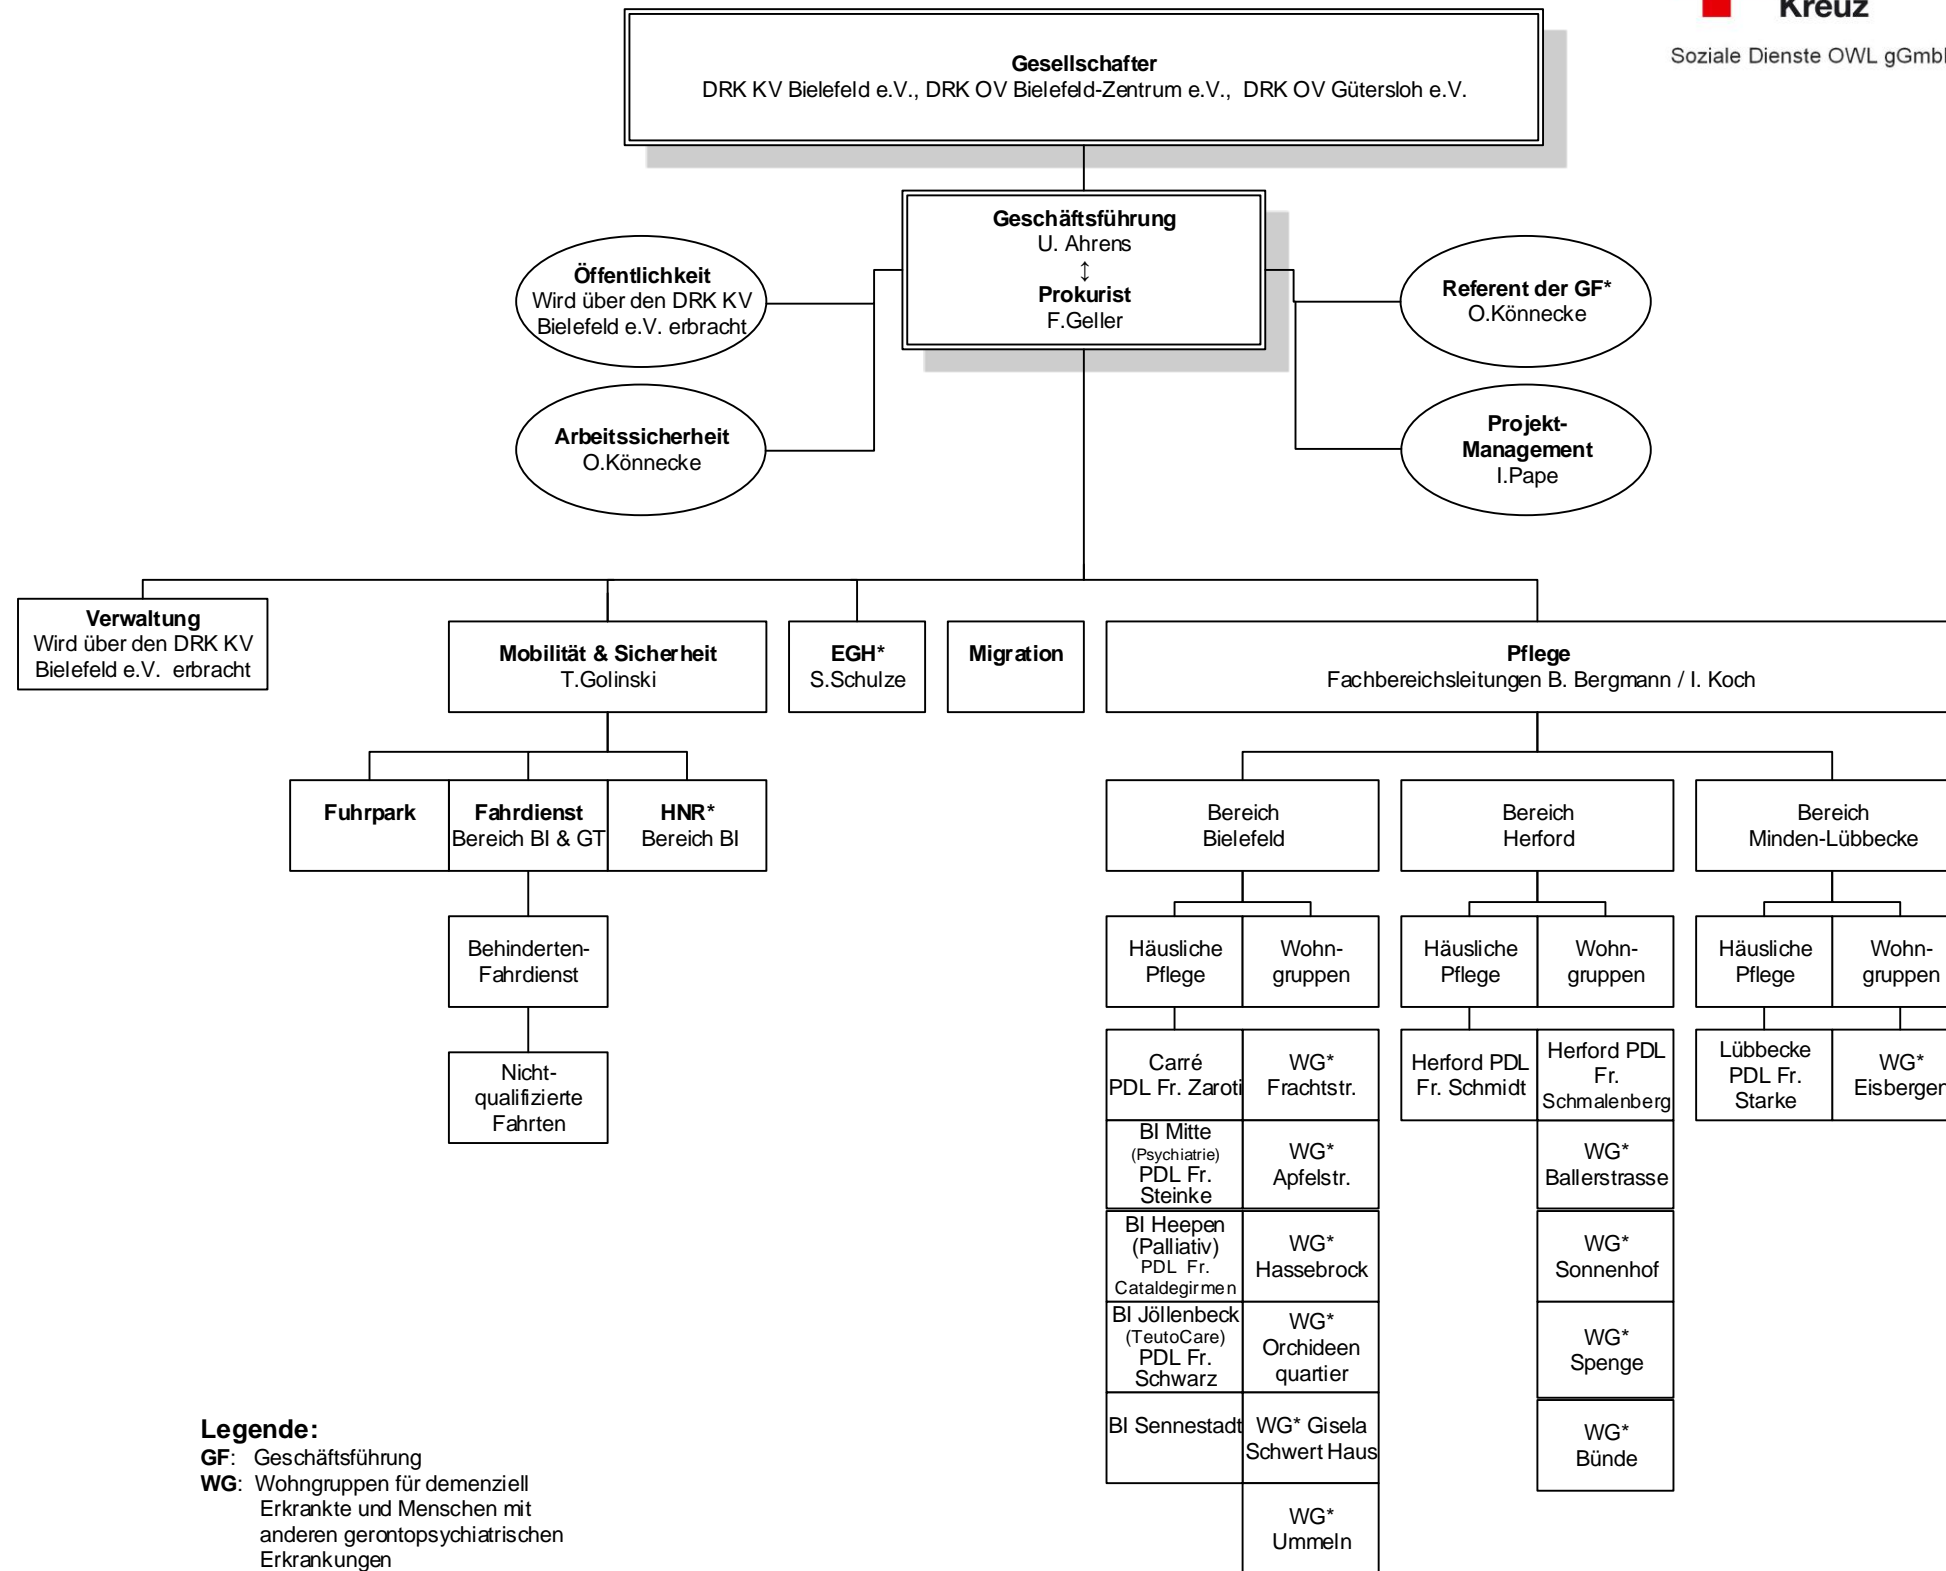 Kreuz
Soziale Dienste OWL gGmbH
Gesellschafter
DRK KV Bielefeld e.V., DRK OV Bielefeld-Zentrum e.V., DRK OV Gütersloh e.V.
Geschäftsführung
U. Ahrens
↕
Prokurist
F.Geller
Öffentlichkeit
Wird über den DRK KV
Bielefeld e.V. erbracht
Referent der GF*
O.Könnecke
Arbeitssicherheit
O.Könnecke
Projekt-
Management
I.Pape
Verwaltung
Wird über den DRK KV
Bielefeld e.V. erbracht
Mobilität & Sicherheit
T.Golinski
EGH*
S.Schulze
Migration
Pflege
Fachbereichsleitungen B. Bergmann / I. Koch
Fuhrpark
Fahrdienst
Bereich BI & GT
HNR*
Bereich BI
Behinderten-
Fahrdienst
Nicht-
qualifizierte
Fahrten
Bereich
Bielefeld
Bereich
Herford
Bereich
Minden-Lübbecke
Häusliche
Pflege
Wohn-
gruppen
Häusliche
Pflege
Wohn-
gruppen
Häusliche
Pflege
Wohn-
gruppen
Carré
PDL Fr. Zaroti
WG*
Frachtstr.
Herford PDL
Fr. Schmidt
Herford PDL
Fr.
Schmalenberg
Lübbecke
PDL Fr.
Starke
WG*
Eisbergen
BI Mitte
(Psychiatrie)
PDL Fr.
Steinke
WG*
Apfelstr.
WG*
Ballerstrasse
BI Heepen
(Palliativ)
PDL Fr.
Cataldegirmen
WG*
Hassebrock
WG*
Sonnenhof
BI Jöllenbeck
(TeutoCare)
PDL Fr.
Schwarz
WG*
Orchideen
quartier
WG*
Spenge
BI Sennestadt
WG* Gisela
Schwert Haus
WG*
Bünde
WG*
Ummeln
Legende:
GF: Geschäftsführung
WG: Wohngruppen für demenziell
Erkrankte und Menschen mit
anderen gerontopsychiatrischen
Erkrankungen